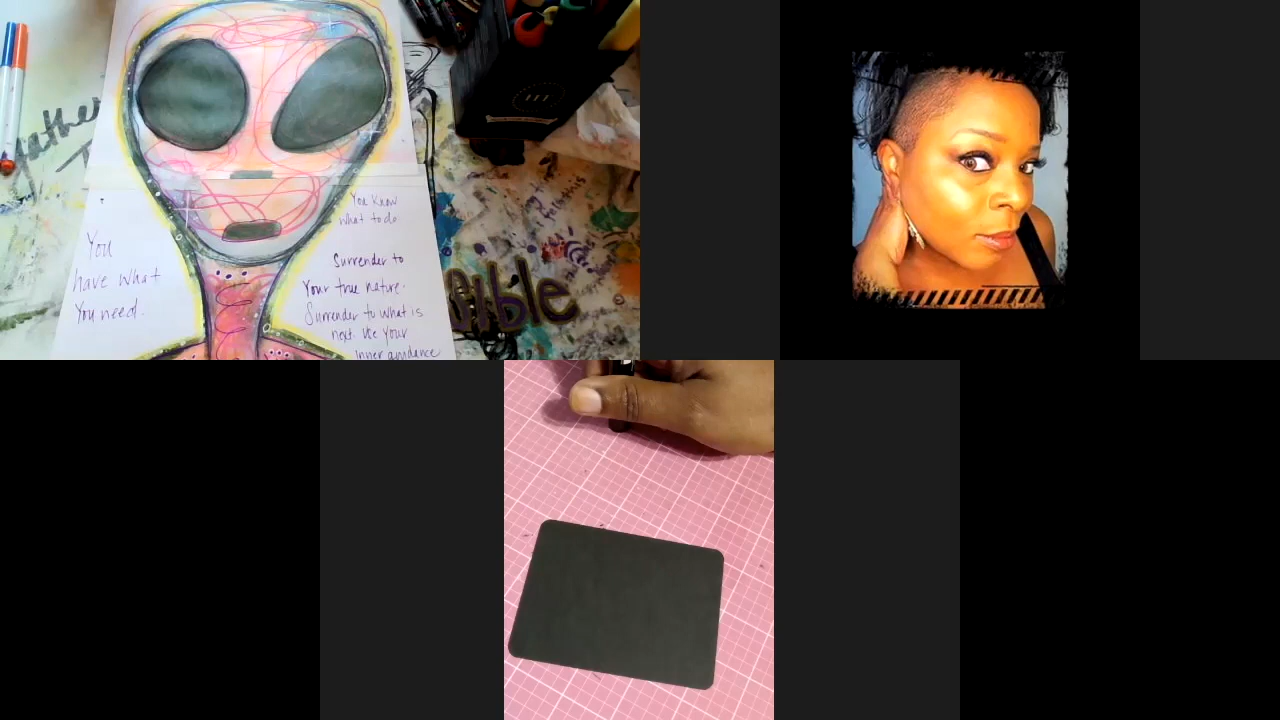 You
have what
You need.
You Know
what to do
Surrender to
Your true nature.
Surrender to what is
next. Use Your
inner guidance